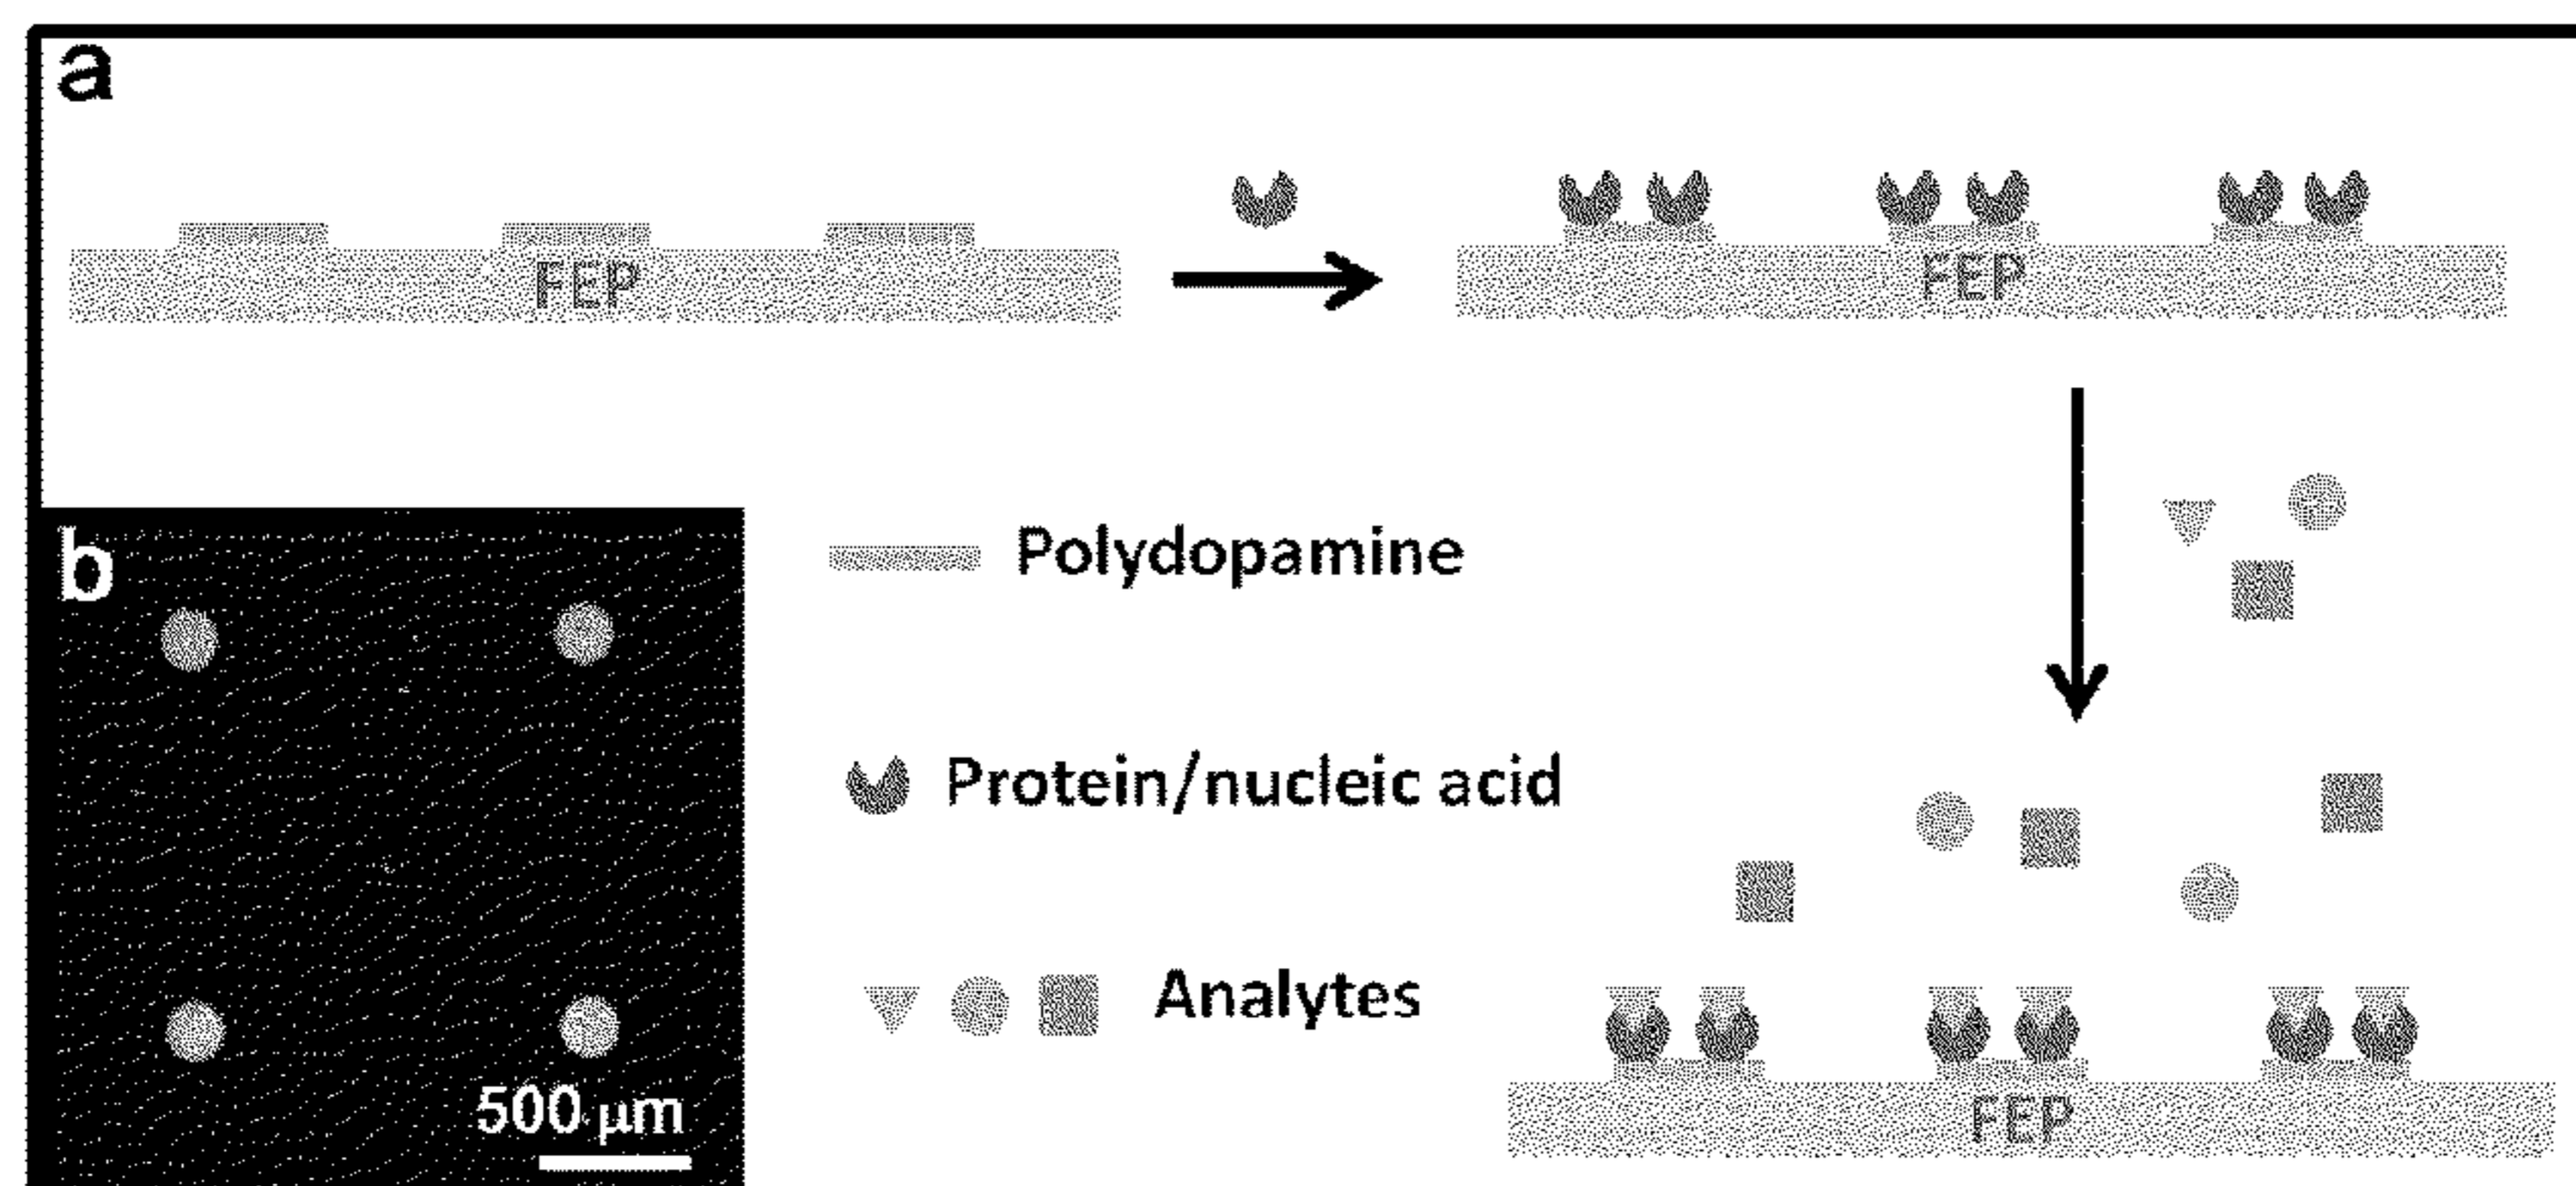 a
FEP
FEP
b
Polydopamine
Protein/nucleic acid
Analytes
500 μm
FEP